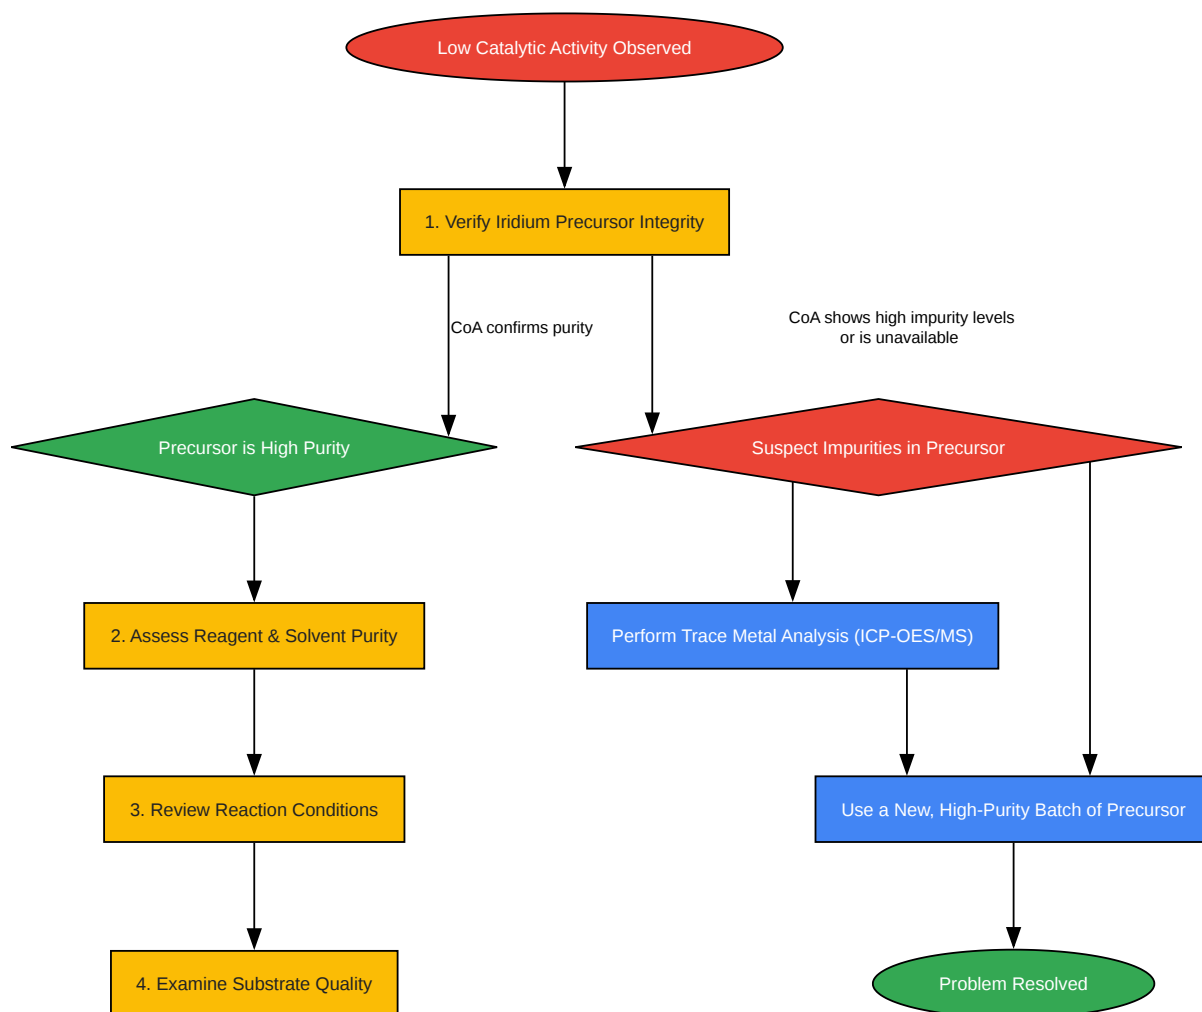 Low Catalytic Activity Observed
1. Verify Iridium Precursor Integrity
CoA confirms purity
CoA shows high impurity levels
or is unavailable
Precursor is High Purity
Suspect Impurities in Precursor
2. Assess Reagent & Solvent Purity
Perform Trace Metal Analysis (ICP-OES/MS)
3. Review Reaction Conditions
Use a New, High-Purity Batch of Precursor
4. Examine Substrate Quality
Problem Resolved